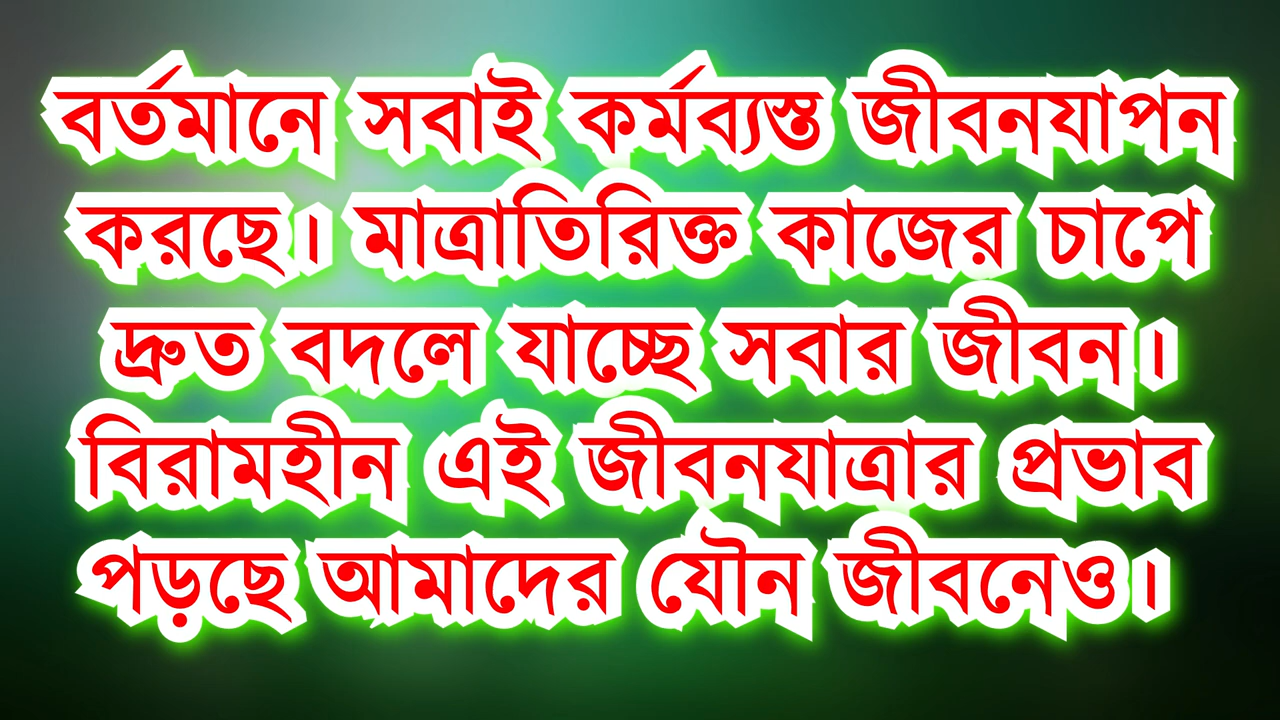 বর্তমানে সবাই কর্মব্যস্ত জীবনযাপন
করছে। মাত্রাতিরিক্ত কাজের চাপে
দ্রুত বদলে যাচ্ছে সবার জীবন।
বিরামহীন এই জীবনযাত্রার প্রভাব
পড়ছে আমাদের যৌন জীবনেও।